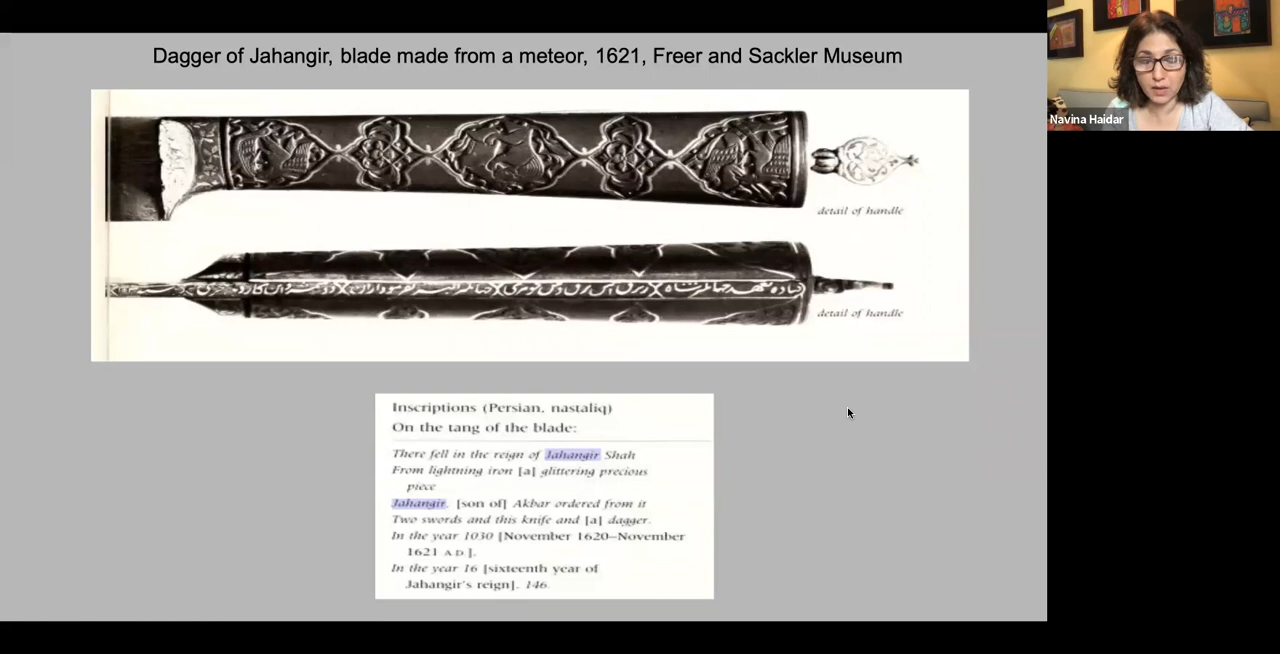 Dagger of Jahangir, blade made from a meteor, 1621, Freer and Sackler Museum
Navina Haidar
detail of handle
detail of handle
Inscriptions (Persian, nastaliq)
On the tang of the blade:
There fell in the reign of Jahangir Shah
From lightning iron [a] glittering precious
piece
Jahangir, [son of] Akbar ordered from it
Two swords and this knife and [a] dagger.
In the year 1030 [November 1620–November
1621 A.D.].
In the year 16 [sixteenth year of
Jahangir's reign]. 146.